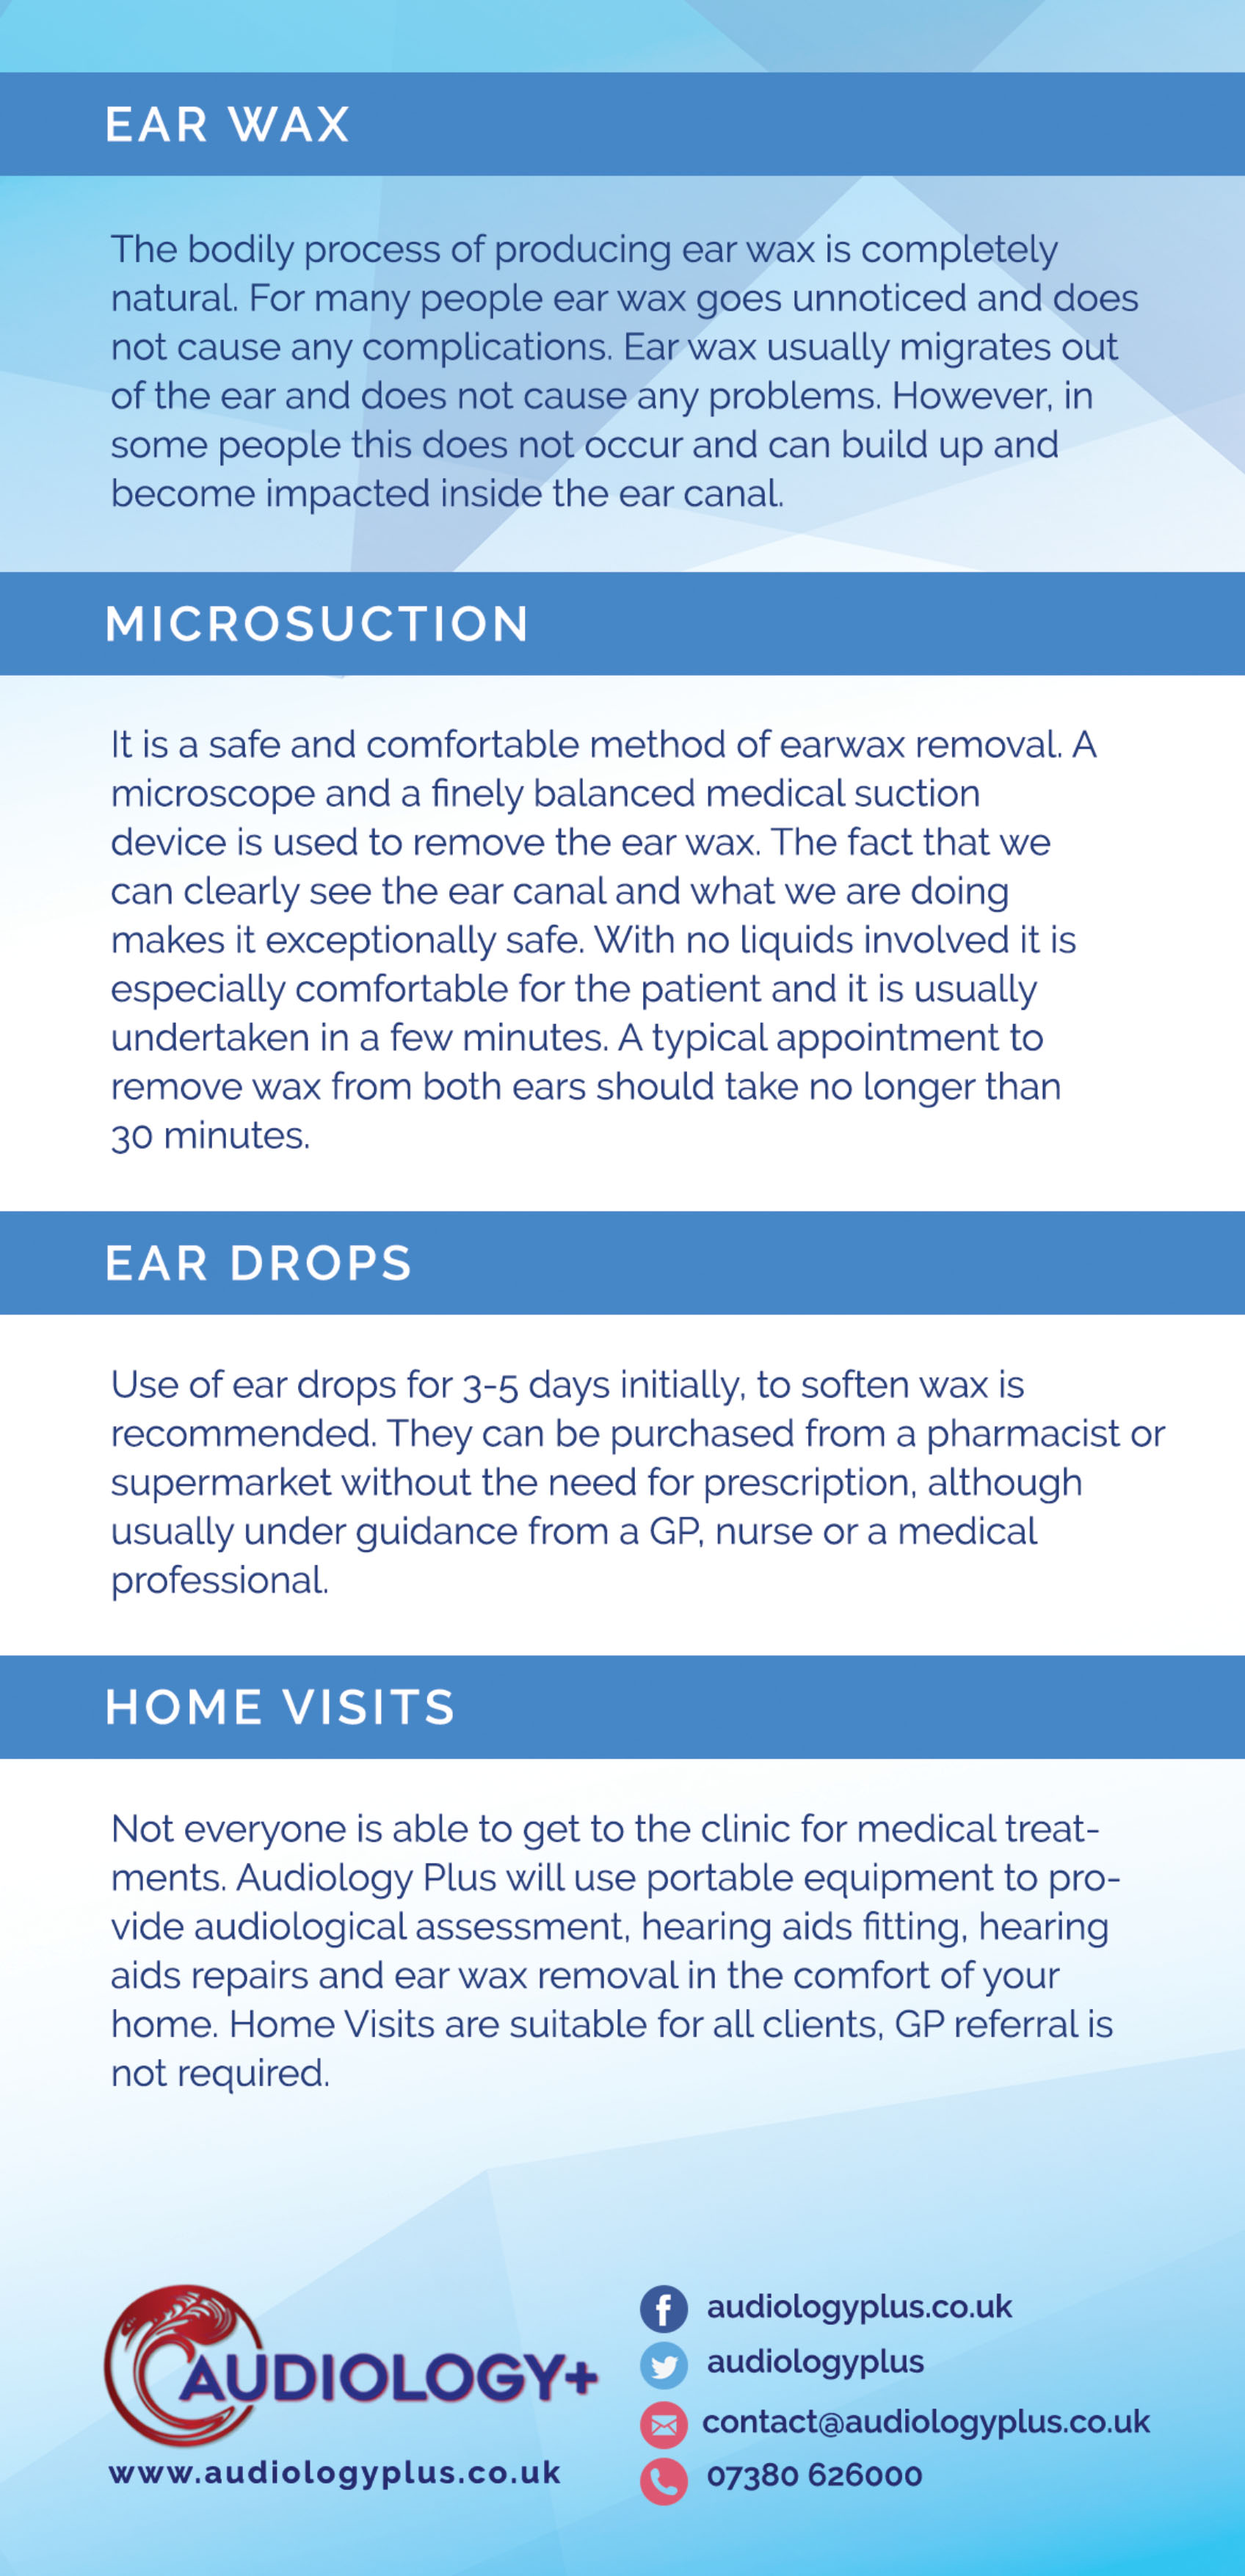 EAR WAX
The bodily process of producing ear wax is completely
natural. For many people ear wax goes unnoticed and does
not cause any complications. Ear wax usually migrates out
of the ear and does not cause any problems. However, in
some people this does not occur and can build up and
become impacted inside the ear canal.
MICROSUCTION
It is a safe and comfortable method of earwax removal. A
microscope and a finely balanced medical suction
device is used to remove the ear wax. The fact that we
can clearly see the ear canal and what we are doing
makes it exceptionally safe. With no liquids involved it is
especially comfortable for the patient and it is usually
undertaken in a few minutes. A typical appointment to
remove wax from both ears should take no longer than
30 minutes.
EAR DROPS
Use of ear drops for 3-5 days initially, to soften wax is
recommended. They can be purchased from a pharmacist or
supermarket without the need for prescription, although
usually under guidance from a GP, nurse or a medical
professional.
HOME VISITS
Not everyone is able to get to the clinic for medical treat-
ments. Audiology Plus will use portable equipment to pro-
vide audiological assessment, hearing aids fitting, hearing
aids repairs and ear wax removal in the comfort of your
home. Home Visits are suitable for all clients, GP referral is
not required.
AUDIOLOGY+
www.audiologyplus.co.uk
audiologyplus.co.uk
audiologyplus
contact@audiologyplus.co.uk
07380 626000